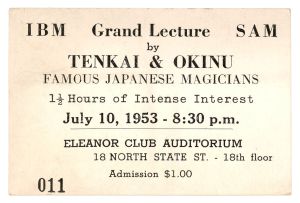 IBM Grand Lecture SAM
by
TENKAI & OKINU
FAMOUS JAPANESE MAGICIANS
1½ Hours of Intense Interest
July 10, 1953 - 8:30 p.m.
ELEANOR CLUB AUDITORIUM
18 NORTH STATE ST. - 18th floor
Admission $1.00
011